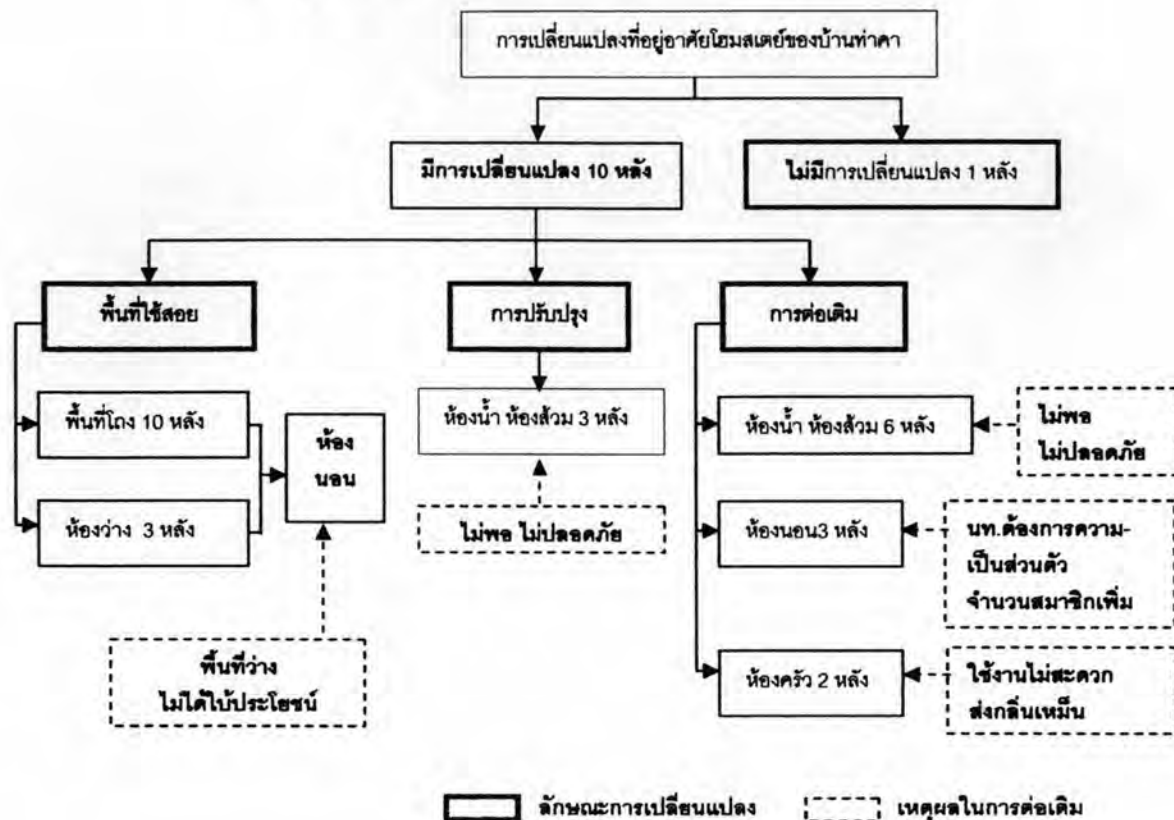 การเปลี่ยนแปลงที่อยู่อาศัยโฮมสเตย์ของบ้านท่าคา
มีการเปลี่ยนแปลง 10 หลัง
ไม่มีการเปลี่ยนแปลง 1 หลัง
พื้นที่ใช้สอย
การปรับปรุง
การต่อเติม
พื้นที่โถง 10 หลัง
ห้องว่าง 3 หลัง
ห้อง
นอน
พื้นที่ว่าง
ไม่ได้ใบ้ประโยชน์
ห้องน้ำ ห้องส้วม 3 หลัง
ไม่พอ ไม่ปลอดภัย
ห้องน้ำ ห้องส้วม 6 หลัง
ไม่พอ
ไม่ปลอดภัย
ห้องนอน3 หลัง
นท.ต้องการความ-
เป็นส่วนตัว
จำนวนสมาชิกเพิ่ม
ห้องครัว 2 หลัง
ใช้งานไม่สะดวก
ส่งกลิ่นเหม็น
ลักษณะการเปลี่ยนแปลง
เหตุผลในการต่อเติม